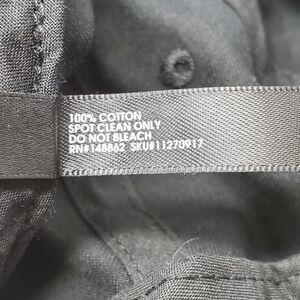 100% COTTON
SPOT CLEAN ONLY
DO NOT BLEACH
RN#148862 SKU#11270917